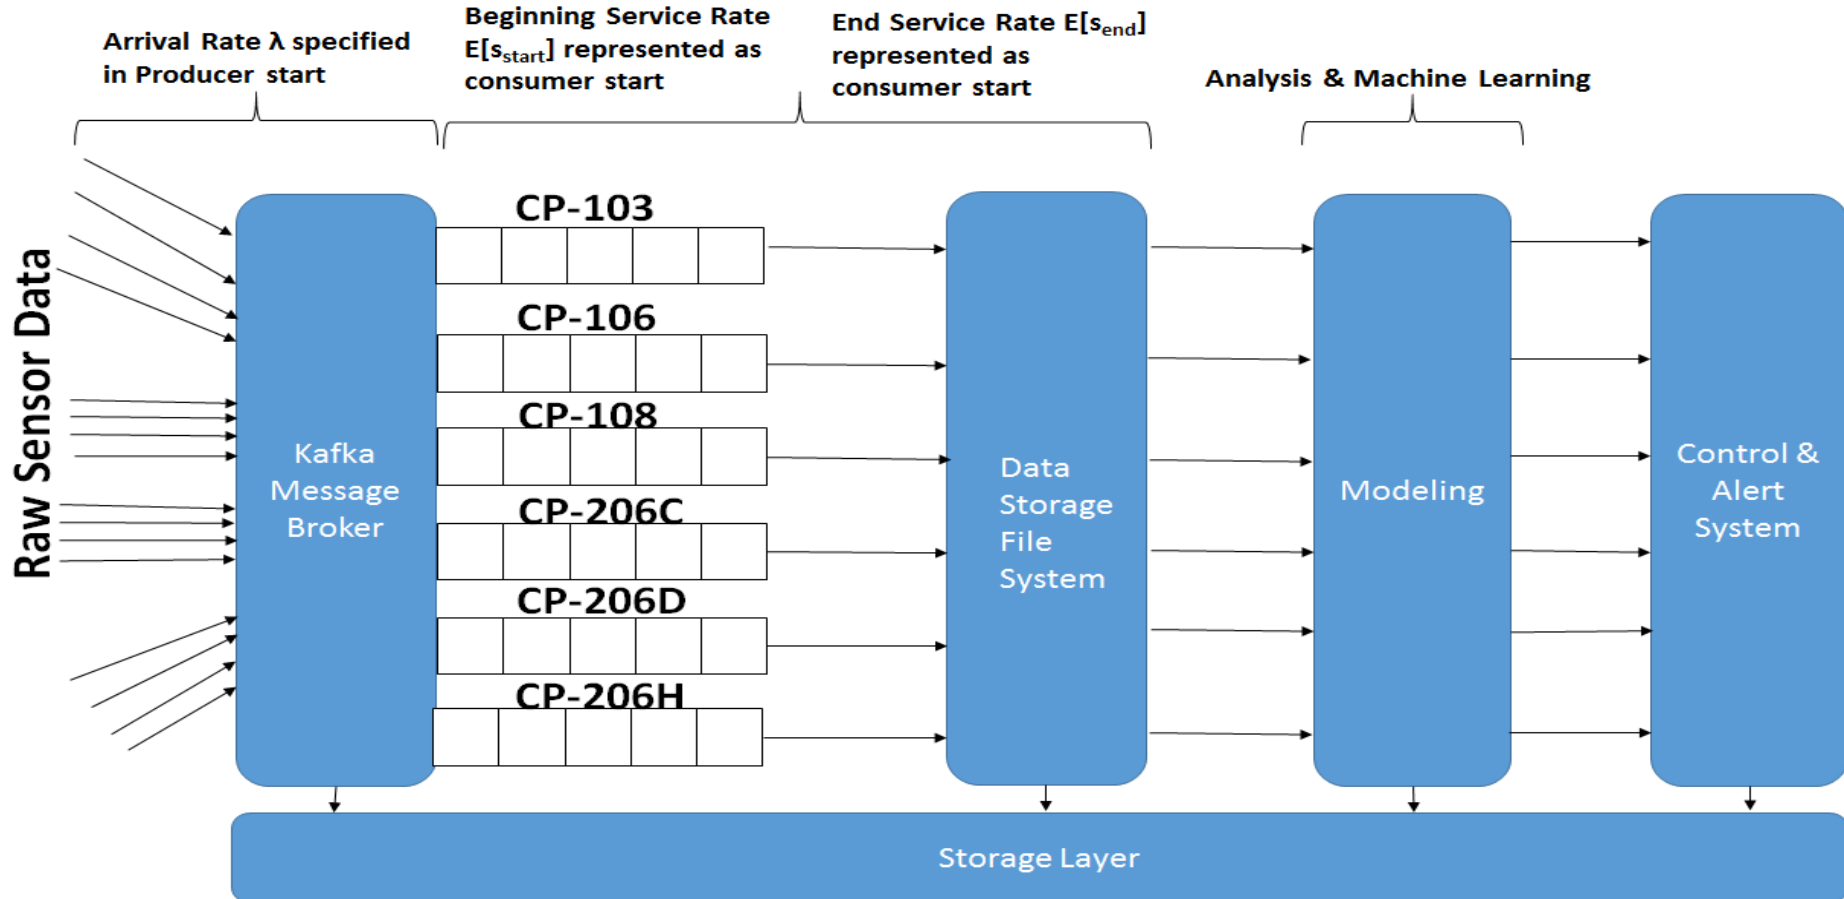 Arrival Rate λ specified
in Producer start
Beginning Service Rate
E[s_start] represented as
consumer start
End Service Rate E[s_end]
represented as
consumer start
Analysis & Machine Learning
Raw Sensor Data
Kafka
Message
Broker
CP-103
CP-106
CP-108
CP-206C
CP-206D
CP-206H
Data
Storage
File
System
Modeling
Control &
Alert
System
Storage Layer